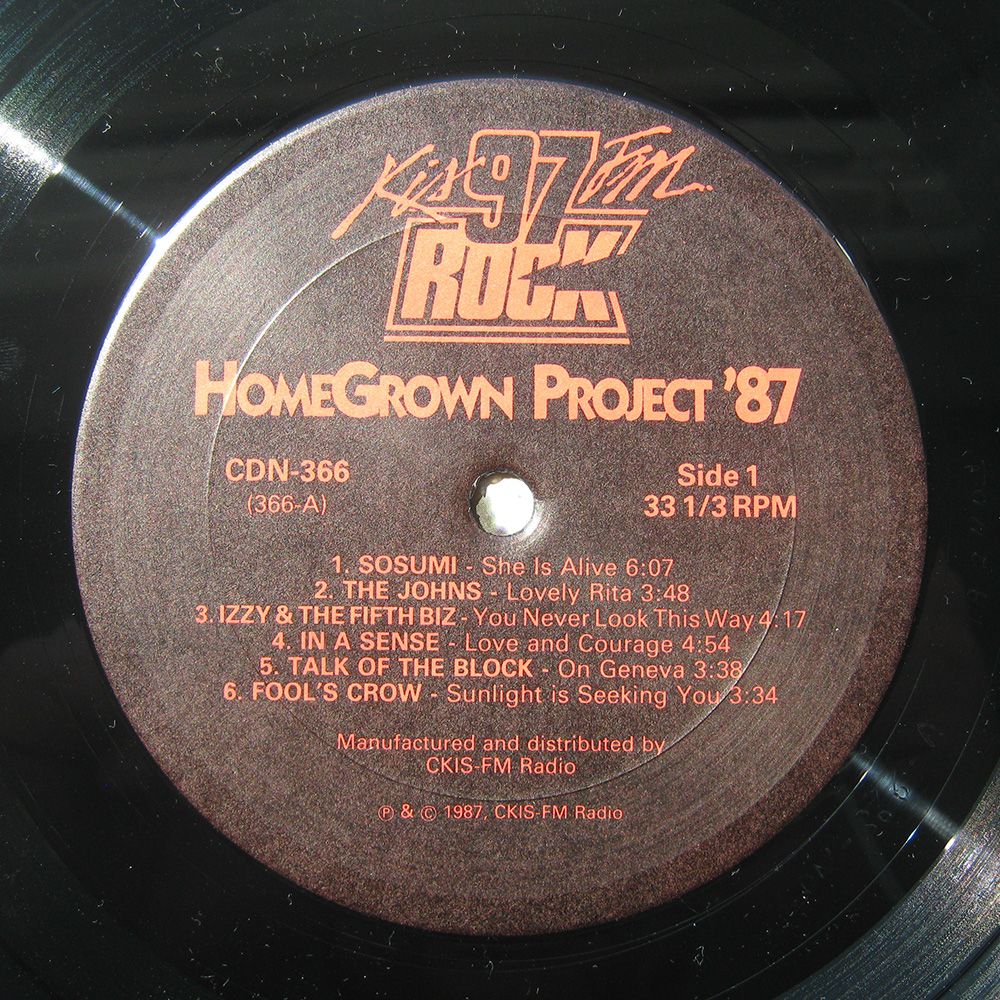 Kiss 97 FM
ROCK
HOMEGROWN PROJECT '87
CDN-366
(366-A)
Side 1
33 1/3 RPM
1. SOSUMI - She Is Alive 6:07
2. THE JOHNS - Lovely Rita 3:48
3. IZZY & THE FIFTH BIZ - You Never Look This Way 4:17
4. IN A SENSE - Love and Courage 4:54
5. TALK OF THE BLOCK - On Geneva 3:38
6. FOOL'S CROW - Sunlight is Seeking You 3:34
Manufactured and distributed by
CKIS-FM Radio
℗ & © 1987, CKIS-FM Radio